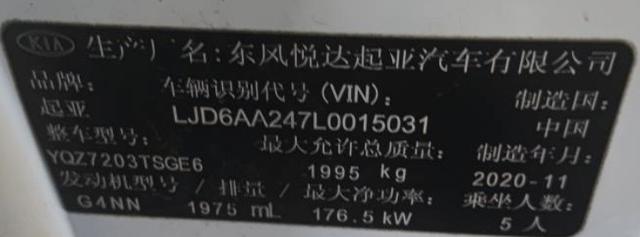 KIA 生产厂名:东风悦达起亚汽车有限公司
品牌: 车辆识别代号(VIN): 制造国:
起亚 LJD6AA247L0015031 中国
整车型号: 最大允许总质量: 制造年月:
YQZ7203TSGE6 1995 kg 2020-11
发动机型号/排量/最大净功率: 乘坐人数:
G4NN 1975 mL 176.5 kW 5 人